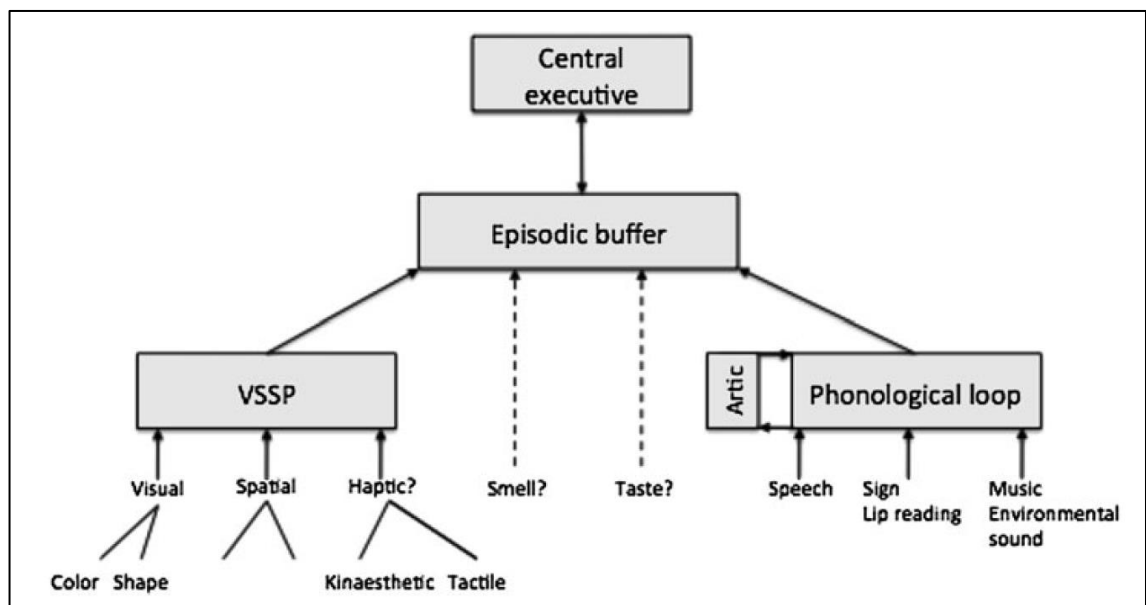 Central
executive
Episodic buffer
VSSP
Artic
Phonological loop
Visual
Spatial
Haptic?
Smell?
Taste?
Speech
Sign
Lip reading
Music
Environmental
sound
Color
Shape
Kinaesthetic
Tactile